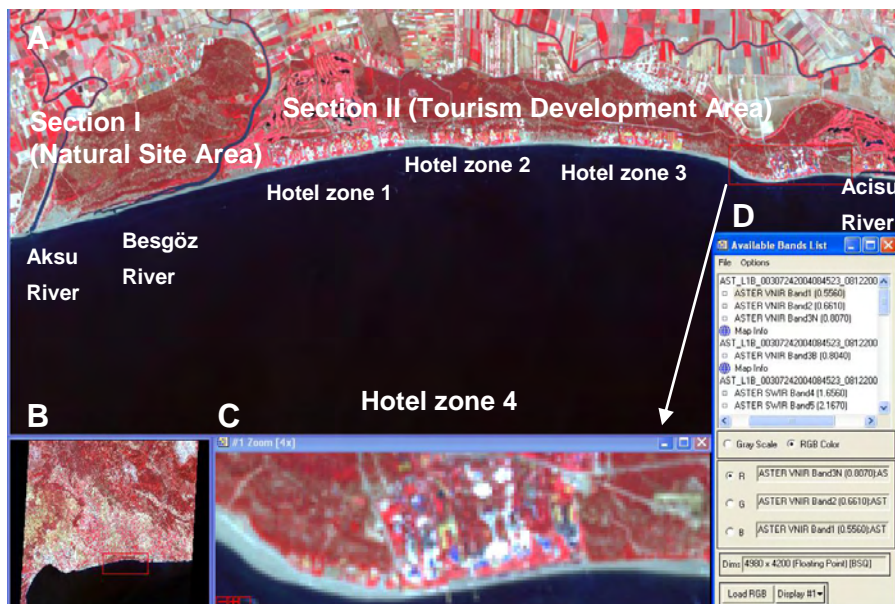 A
Section I
(Natural Site Area)
Section II (Tourism Development Area)
Hotel zone 1
Hotel zone 2
Hotel zone 3
Aksu
River
Besgöz
River
Acisu
River
D
Available Bands List
File Options
AST_L1B_00307242004084523_0812200
ASTER VNIR Band1 (0.5560)
ASTER VNIR Band2 (0.6610)
ASTER VNIR Band3N (0.8070)
Map Info
AST_L1B_00307242004084523_0812200
ASTER VNIR Band3B (0.8040)
Map Info
AST_L1B_00307242004084523_0812200
ASTER SWIR Band4 (1.6560)
ASTER SWIR Band5 (2.1670)
Gray Scale RGB Color
R ASTER VNIR Band3N (0.8070):AS
G ASTER VNIR Band2 (0.6610):AST
B ASTER VNIR Band1 (0.5560):AST
Dims 4980 x 4200 (Floating Point) [BSQ]
Load RGB Display #1
Hotel zone 4
B
C
#1 Zoom [4x]